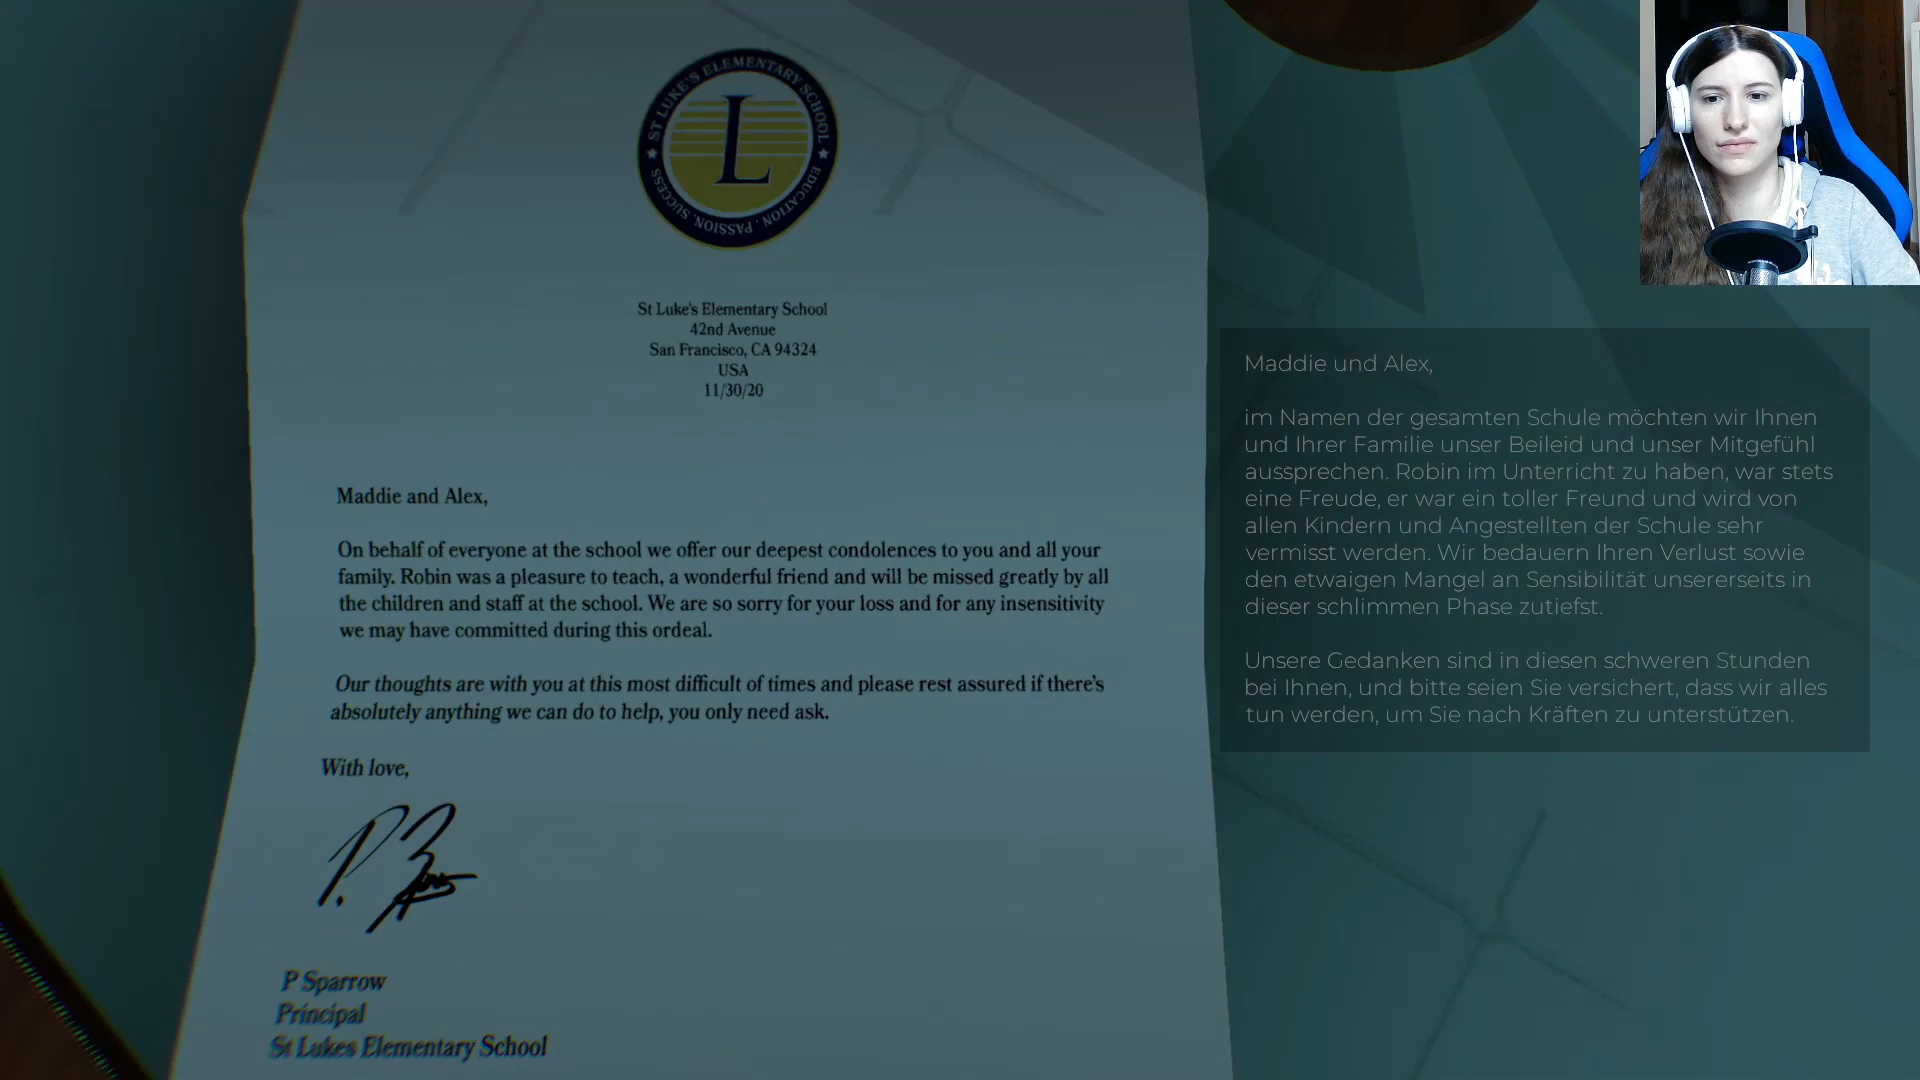 ST LUKE'S ELEMENTARY SCHOOL
EDUCATION, PASSION, SUCCESS
L
St Luke's Elementary School
42nd Avenue
San Francisco, CA 94324
USA
11/30/20
Maddie and Alex,
On behalf of everyone at the school we offer our deepest condolences to you and all your
family. Robin was a pleasure to teach, a wonderful friend and will be missed greatly by all
the children and staff at the school. We are so sorry for your loss and for any insensitivity
we may have committed during this ordeal.
Our thoughts are with you at this most difficult of times and please rest assured if there's
absolutely anything we can do to help, you only need ask.
With love,
P Sparrow
Principal
St Lukes Elementary School
Maddie und Alex,
im Namen der gesamten Schule möchten wir Ihnen
und Ihrer Familie unser Beileid und unser Mitgefühl
aussprechen. Robin im Unterricht zu haben, war stets
eine Freude, er war ein toller Freund und wird von
allen Kindern und Angestellten der Schule sehr
vermisst werden. Wir bedauern Ihren Verlust sowie
den etwaigen Mangel an Sensibilität unsererseits in
dieser schlimmen Phase zutiefst.
Unsere Gedanken sind in diesen schweren Stunden
bei Ihnen, und bitte seien Sie versichert, dass wir alles
tun werden, um Sie nach Kräften zu unterstützen.